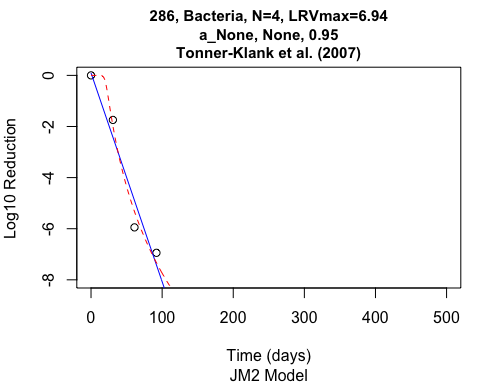 286, Bacteria, N=4, LRVmax=6.94
a_None, None, 0.95
Tonner-Klank et al. (2007)
Log10 Reduction
0
-2
-4
-6
-8
0 100 200 300 400 500
Time (days)
JM2 Model